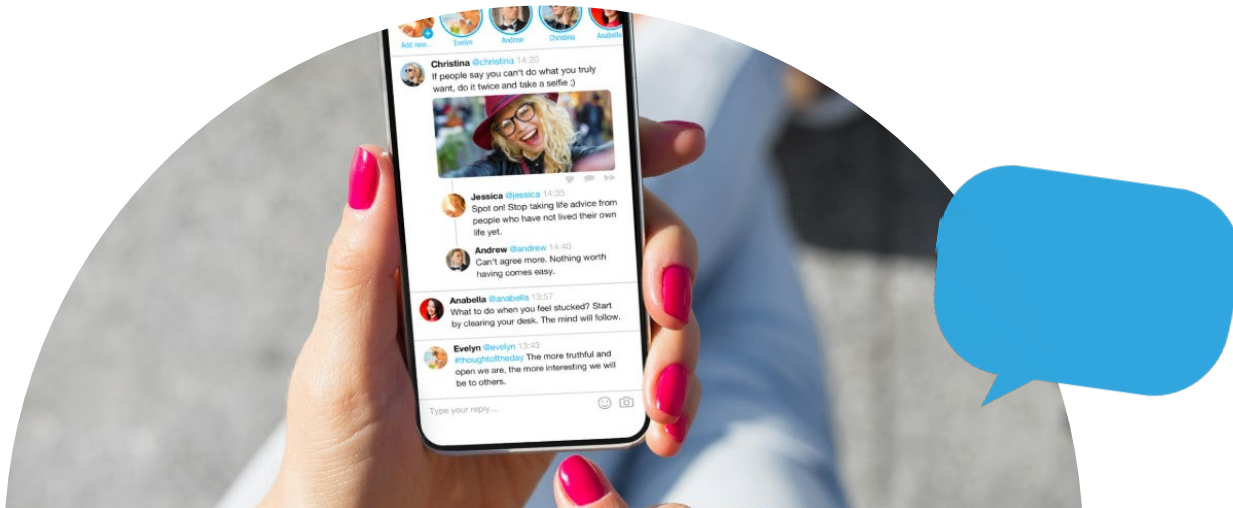 Add new... Evelyn Andrew Christina Anabella
Christina @christina 14:20
If people say you can't do what you truly
want, do it twice and take a selfie ;)
Jessica @jessica 14:35
Spot on! Stop taking life advice from
people who have not lived their own
life yet.
Andrew @andrew 14:40
Can't agree more. Nothing worth
having comes easy.
Anabella @anabella 13:57
What to do when you feel stucked? Start
by clearing your desk. The mind will follow.
Evelyn @evelyn 13:43
#thoughtoftheday The more truthful and
open we are, the more interesting we will
be to others.
Type your reply...